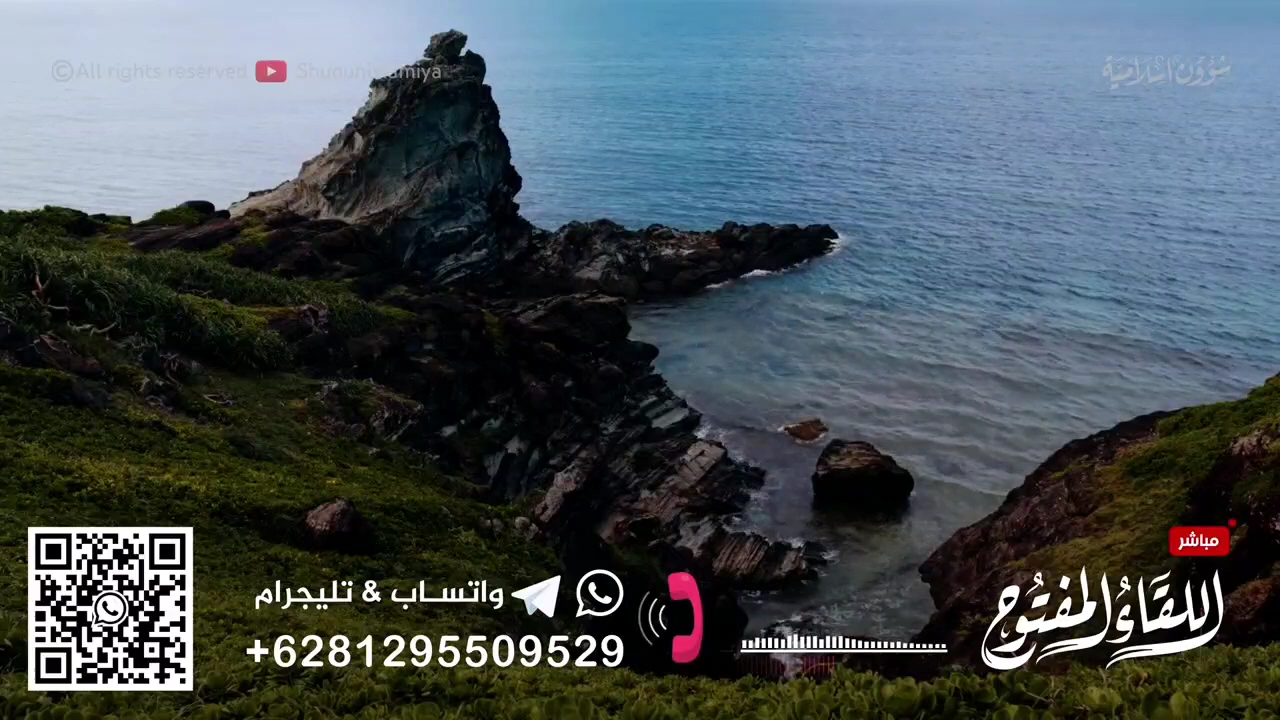 ©All rights reserved
شؤون إسلامية
مباشر
اللقاء المفتوح
واتساب & تليجرام
+6281295509529